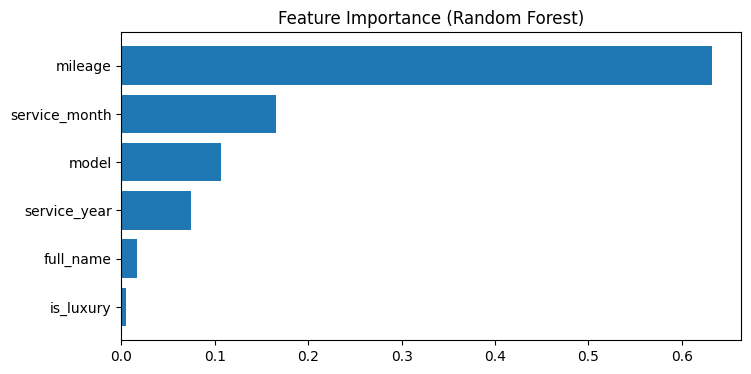 Feature Importance (Random Forest)
mileage
service_month
model
service_year
full_name
is_luxury
0.0 0.1 0.2 0.3 0.4 0.5 0.6